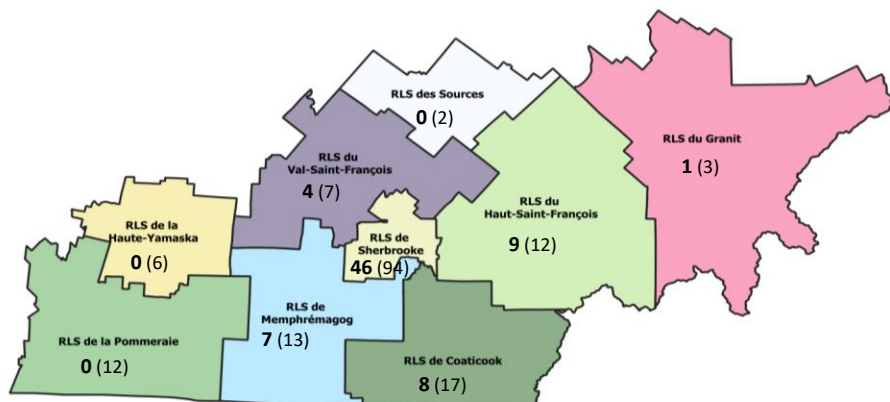 RLS des Sources
0 (2)
RLS du Granit
1 (3)
RLS du
Val-Saint-François
4 (7)
RLS du
Haut-Saint-François
9 (12)
RLS de la
Haute-Yamaska
0 (6)
RLS de
Sherbrooke
46 (94)
RLS de
Memphrémagog
7 (13)
RLS de la Pommeraie
0 (12)
RLS de Coaticook
8 (17)